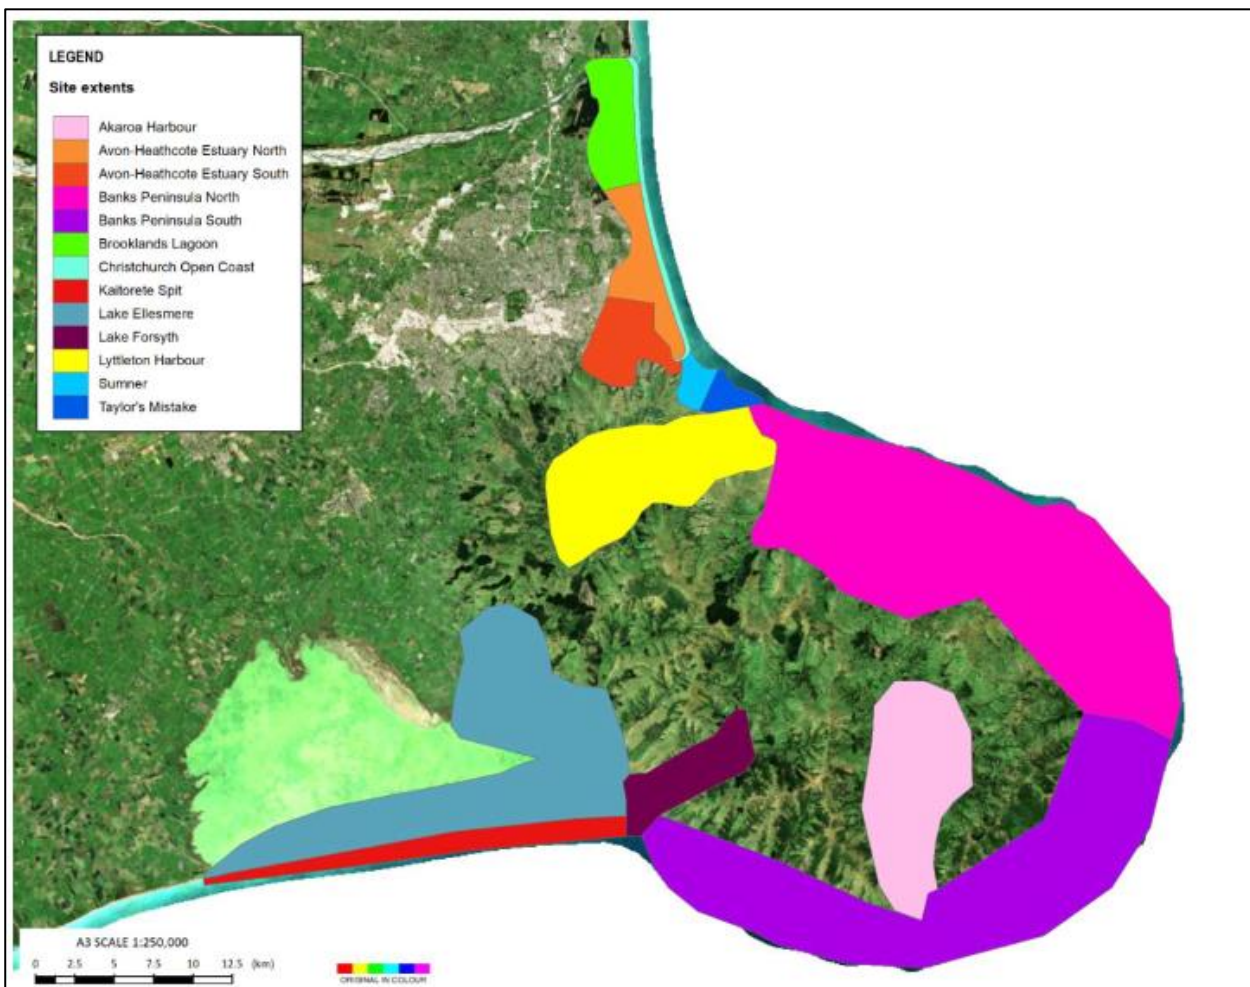 LEGEND
Site extents
Akaroa Harbour
Avon-Heathcote Estuary North
Avon-Heathcote Estuary South
Banks Peninsula North
Banks Peninsula South
Brooklands Lagoon
Christchurch Open Coast
Kaitorete Spit
Lake Ellesmere
Lake Forsyth
Lyttleton Harbour
Sumner
Taylor's Mistake
A3 SCALE 1:250,000
0 2.5 5 7.5 10 12.5 (km)
ORIGINAL IN COLOUR